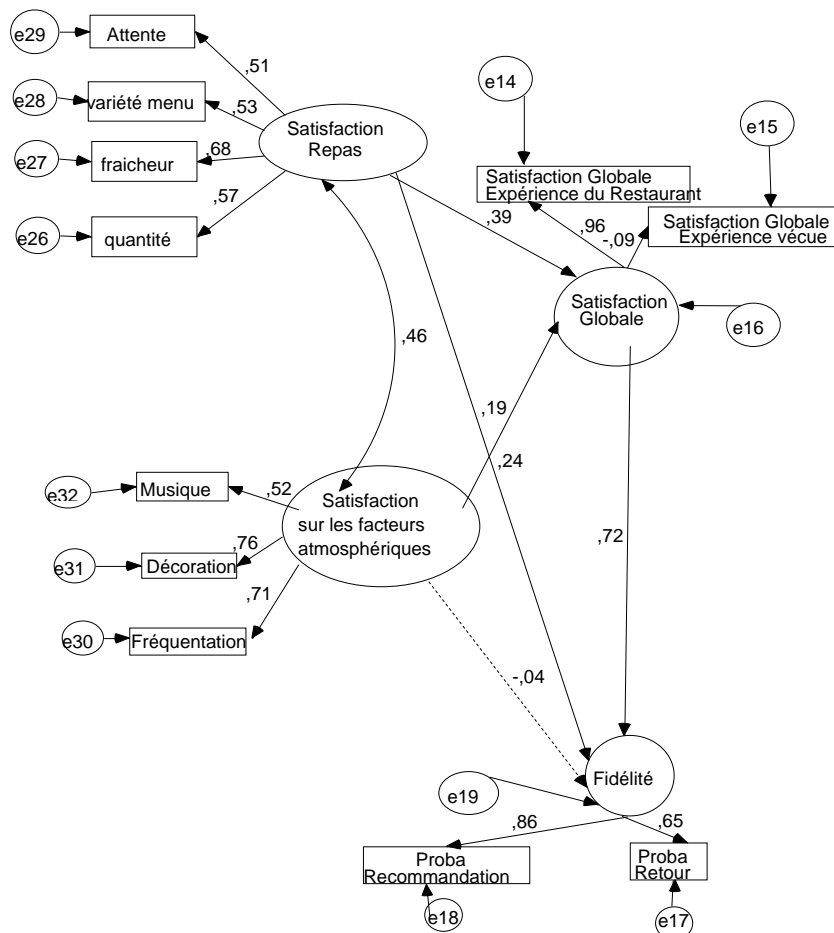 e29
Attente
,51
e28
variété menu
,53
e27
fraicheur
,68
e26
quantité
,57
Satisfaction
Repas
e14
e15
Satisfaction Globale
Expérience du Restaurant
Satisfaction Globale
Expérience vécue
,39
,96
-,09
Satisfaction
Globale
e16
,46
,19
,24
,72
e32
Musique
,52
Satisfaction
sur les facteurs
atmosphériques
e31
Décoration
,76
e30
Fréquentation
,71
-,04
Fidélité
e19
,86
,65
Proba
Recommandation
Proba
Retour
e18
e17